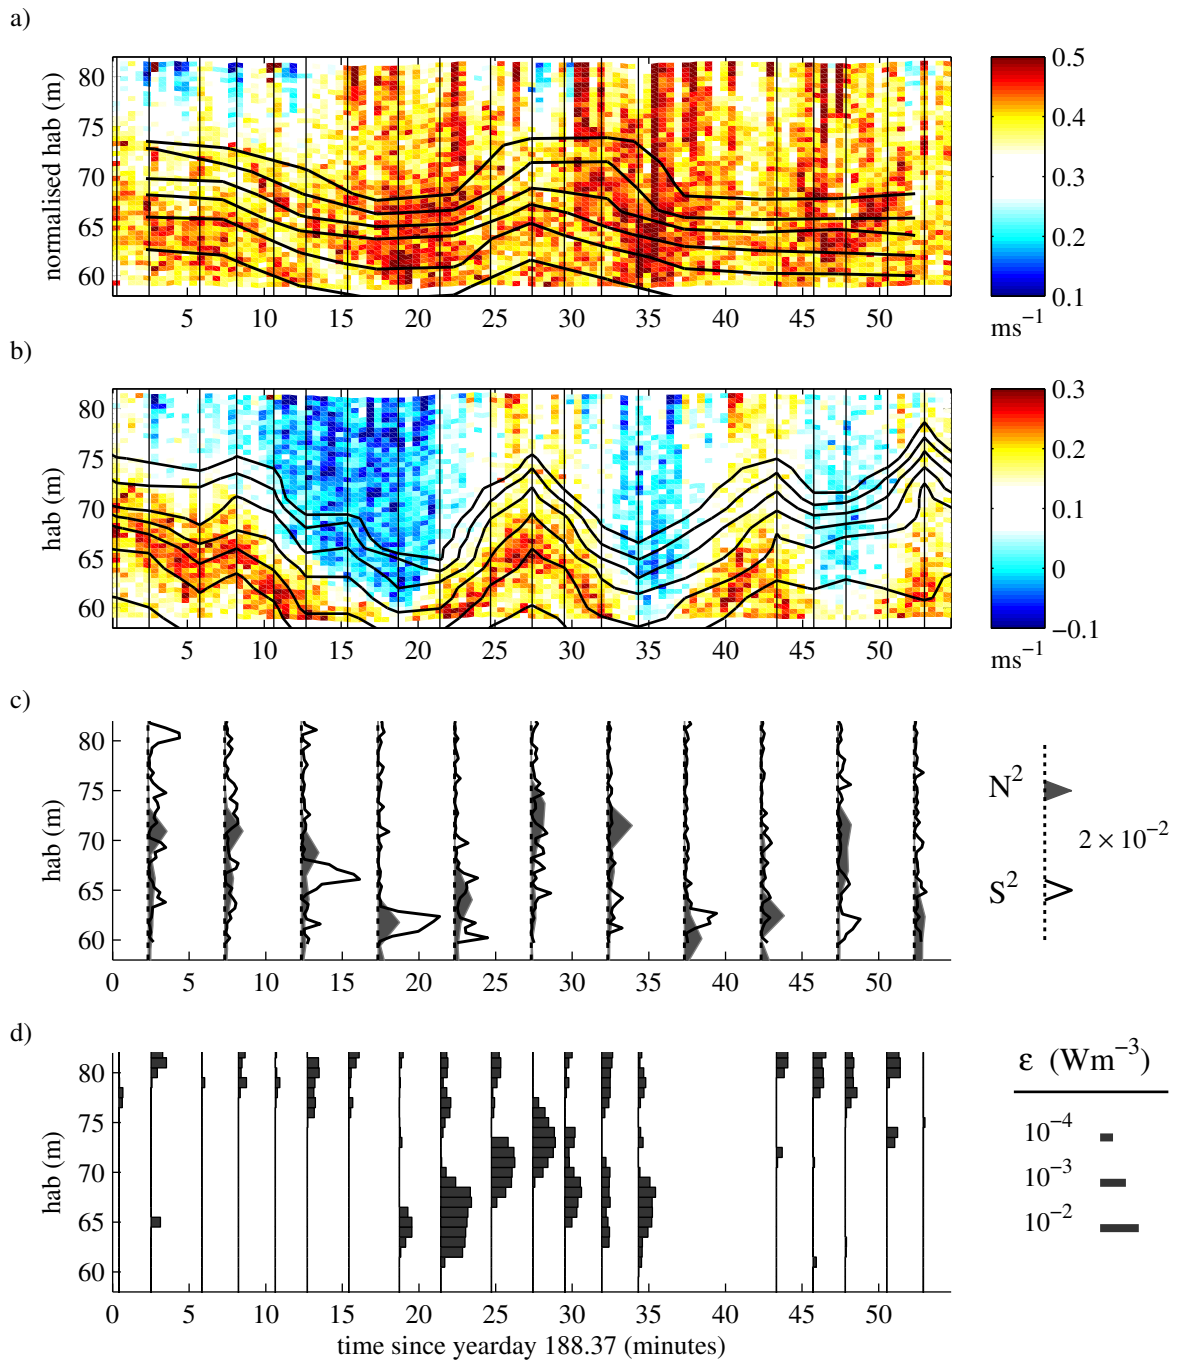 a)
normalised hab (m)
80
75
70
65
60
5 10 15 20 25 30 35 40 45 50
0.5
0.4
0.3
0.2
0.1
ms⁻¹
b)
hab (m)
80
75
70
65
60
5 10 15 20 25 30 35 40 45 50
0.3
0.2
0.1
0
−0.1
ms⁻¹
c)
hab (m)
80
75
70
65
60
0 5 10 15 20 25 30 35 40 45 50
N²
2 × 10⁻²
S²
d)
hab (m)
80
75
70
65
60
0 5 10 15 20 25 30 35 40 45 50
time since yearday 188.37 (minutes)
ε (Wm⁻³)
10⁻⁴
10⁻³
10⁻²